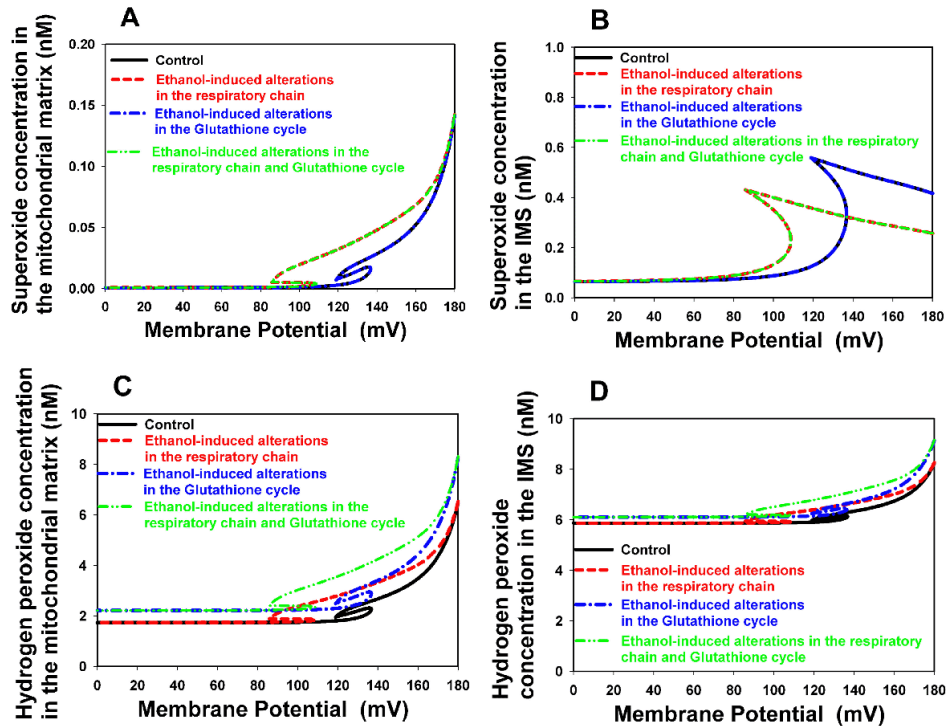 A
Superoxide concentration in
the mitochondrial matrix (nM)
0.20
0.15
0.10
0.05
0.00
Control
Ethanol-induced alterations
in the respiratory chain
Ethanol-induced alterations
in the Glutathione cycle
Ethanol-induced alterations in the
respiratory chain and Glutathione cycle
0 20 40 60 80 100 120 140 160 180
Membrane Potential (mV)
B
Superoxide concentration
in the IMS (nM)
1.0
0.8
0.6
0.4
0.2
0.0
Control
Ethanol-induced alterations
in the respiratory chain
Ethanol-induced alterations
in the Glutathione cycle
Ethanol-induced alterations in the respiratory
chain and Glutathione cycle
0 20 40 60 80 100 120 140 160 180
Membrane Potential (mV)
C
Hydrogen peroxide concentration
in the mitochondrial matrix (nM)
10
8
6
4
2
0
Control
Ethanol-induced alterations
in the respiratory chain
Ethanol-induced alterations
in the Glutathione cycle
Ethanol-induced alterations in the
respiratory chain and Glutathione cycle
0 20 40 60 80 100 120 140 160 180
Membrane Potential (mV)
D
Hydrogen peroxide
concentration in the IMS (nM)
10
8
6
4
2
0
Control
Ethanol-induced alterations
in the respiratory chain
Ethanol-induced alterations
in the Glutathione cycle
Ethanol-induced alterations in the respiratory
chain and Glutathione cycle
0 20 40 60 80 100 120 140 160 180
Membrane Potential (mV)